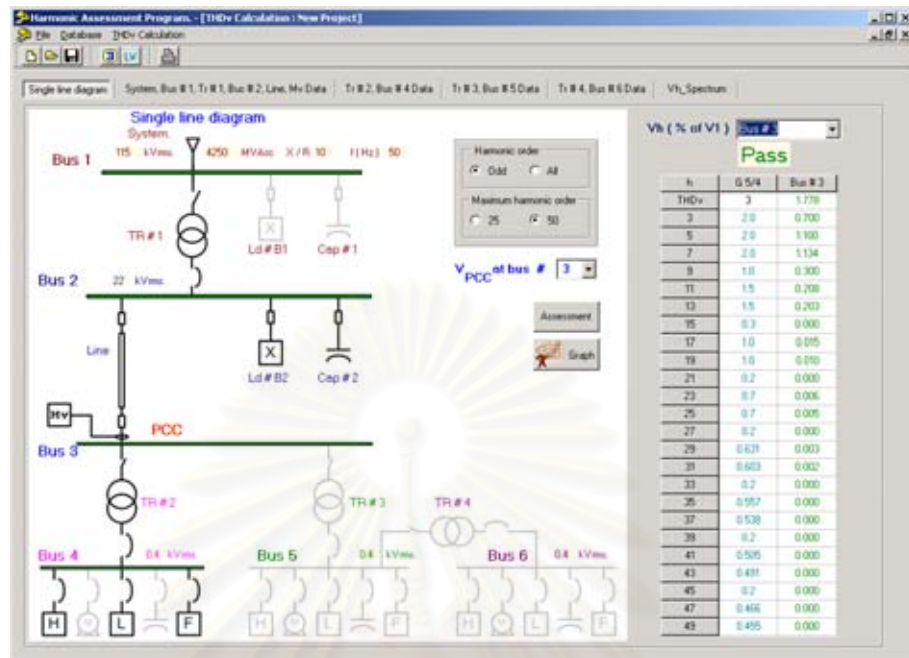 Harmonic Assessment Program. - [THDv Calculation : New Project]
File Database THDv Calculation
LV
Single line diagram System, Bus # 1, Tr # 1, Bus # 2, Line, Mv Data Tr # 2, Bus # 4 Data Tr # 3, Bus # 5 Data Tr # 4, Bus # 6 Data Vh_Spectrum
Single line diagram
System.
Bus 1 115 kVrms. 4250 MVAsc X / R 10 f ( Hz ) 50
TR # 1
X
Ld # B1 Cap # 1
Bus 2 22 kVrms.
Line
X
Ld # B2 Cap # 2
Mv
PCC
Bus 3
TR # 2 TR # 3 TR # 4
Bus 4 0.4 kVrms. Bus 5 0.4 kVrms. Bus 6 0.4 kVrms.
H M L F H M L F H M L F
Harmonic order
Odd All
Maximum harmonic order
25 50
VPCC at bus # 3
Assessment
Graph
Vh ( % of V1 ) Bus # 3
Pass
h G 5/4 Bus # 3
THDv 3 1.778
3 2.0 0.700
5 2.0 1.100
7 2.0 1.134
9 1.0 0.300
11 1.5 0.208
13 1.5 0.203
15 0.3 0.000
17 1.0 0.015
19 1.0 0.010
21 0.2 0.000
23 0.7 0.006
25 0.7 0.005
27 0.2 0.000
29 0.631 0.003
31 0.603 0.002
33 0.2 0.000
35 0.557 0.000
37 0.538 0.000
39 0.2 0.000
41 0.505 0.000
43 0.491 0.000
45 0.2 0.000
47 0.466 0.000
49 0.455 0.000